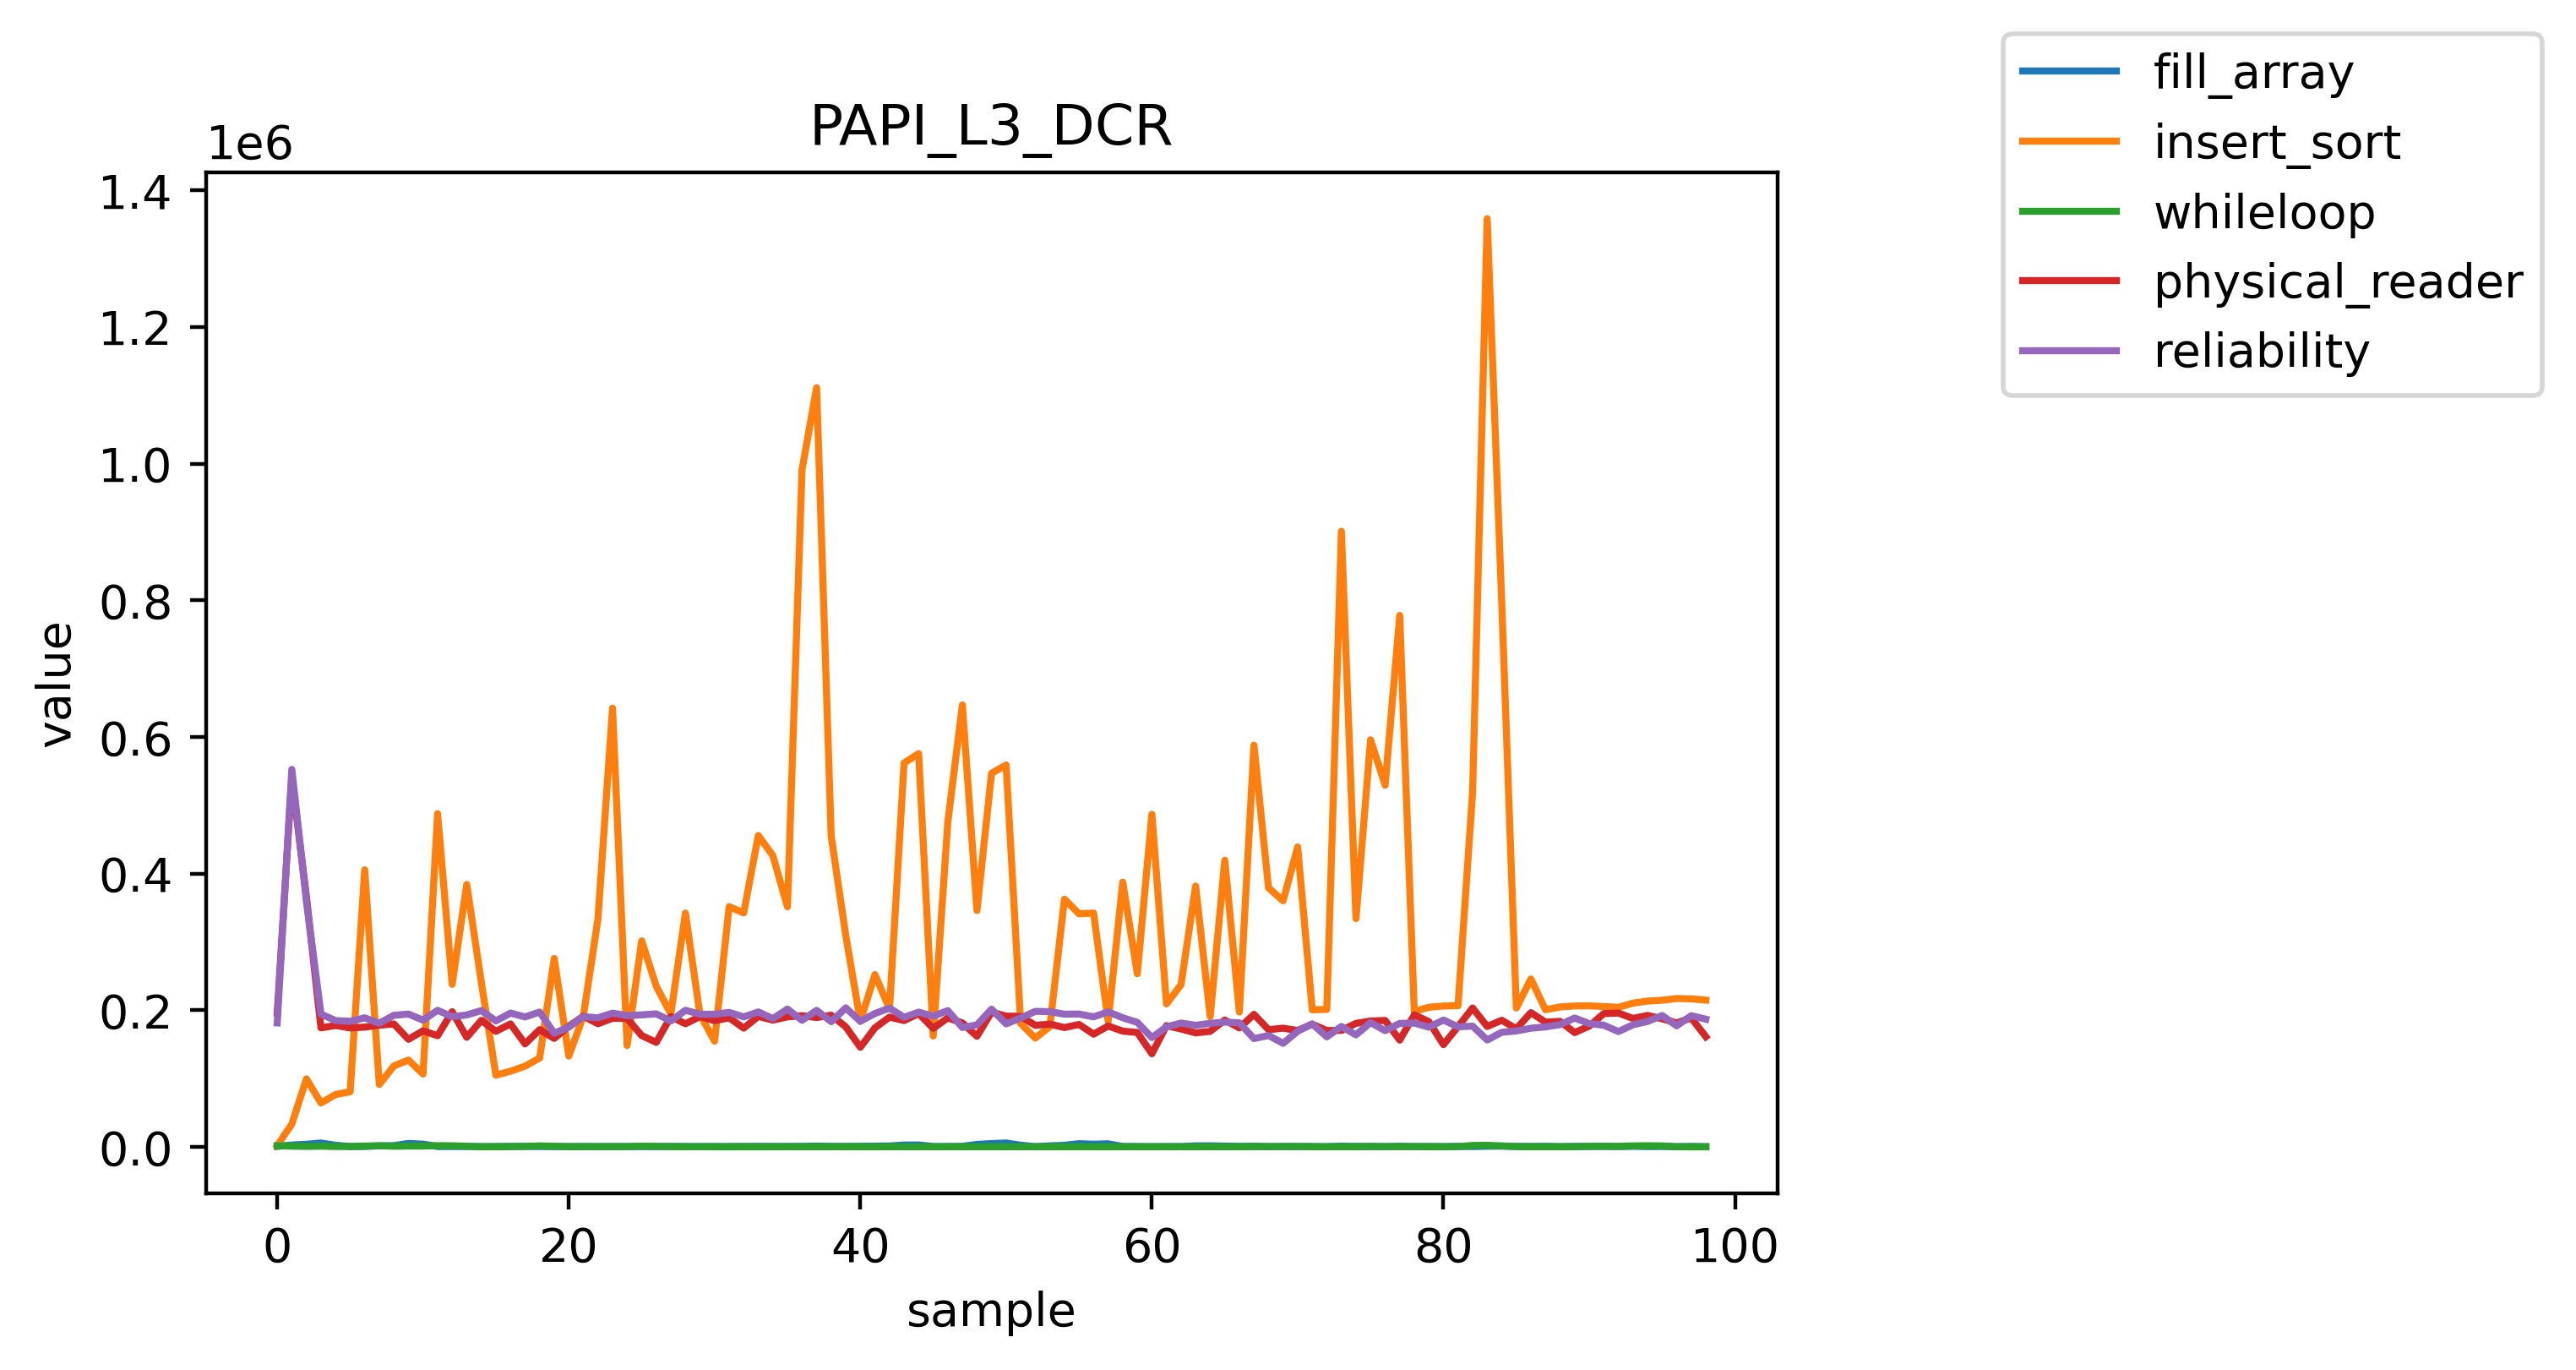 PAPI_L3_DCR
1e6
1.4
1.2
1.0
0.8
0.6
0.4
0.2
0.0
value
0
20
40
60
80
100
sample
fill_array
insert_sort
whileloop
physical_reader
reliability